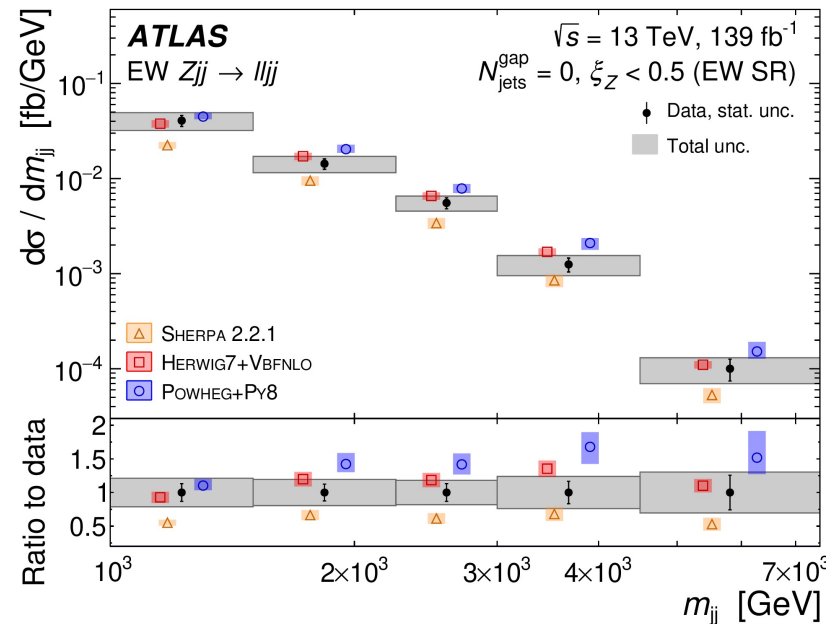 ATLAS
EW Zjj → lljj
√s = 13 TeV, 139 fb⁻¹
N^gap_jets = 0, ξ_Z < 0.5 (EW SR)
Data, stat. unc.
Total unc.
dσ / dm_jj [fb/GeV]
10⁻¹
10⁻²
10⁻³
10⁻⁴
SHERPA 2.2.1
HERWIG7+VBFNLO
POWHEG+PY8
Ratio to data
2
1.5
1
0.5
10³
2×10³
3×10³
4×10³
7×10³
m_jj [GeV]